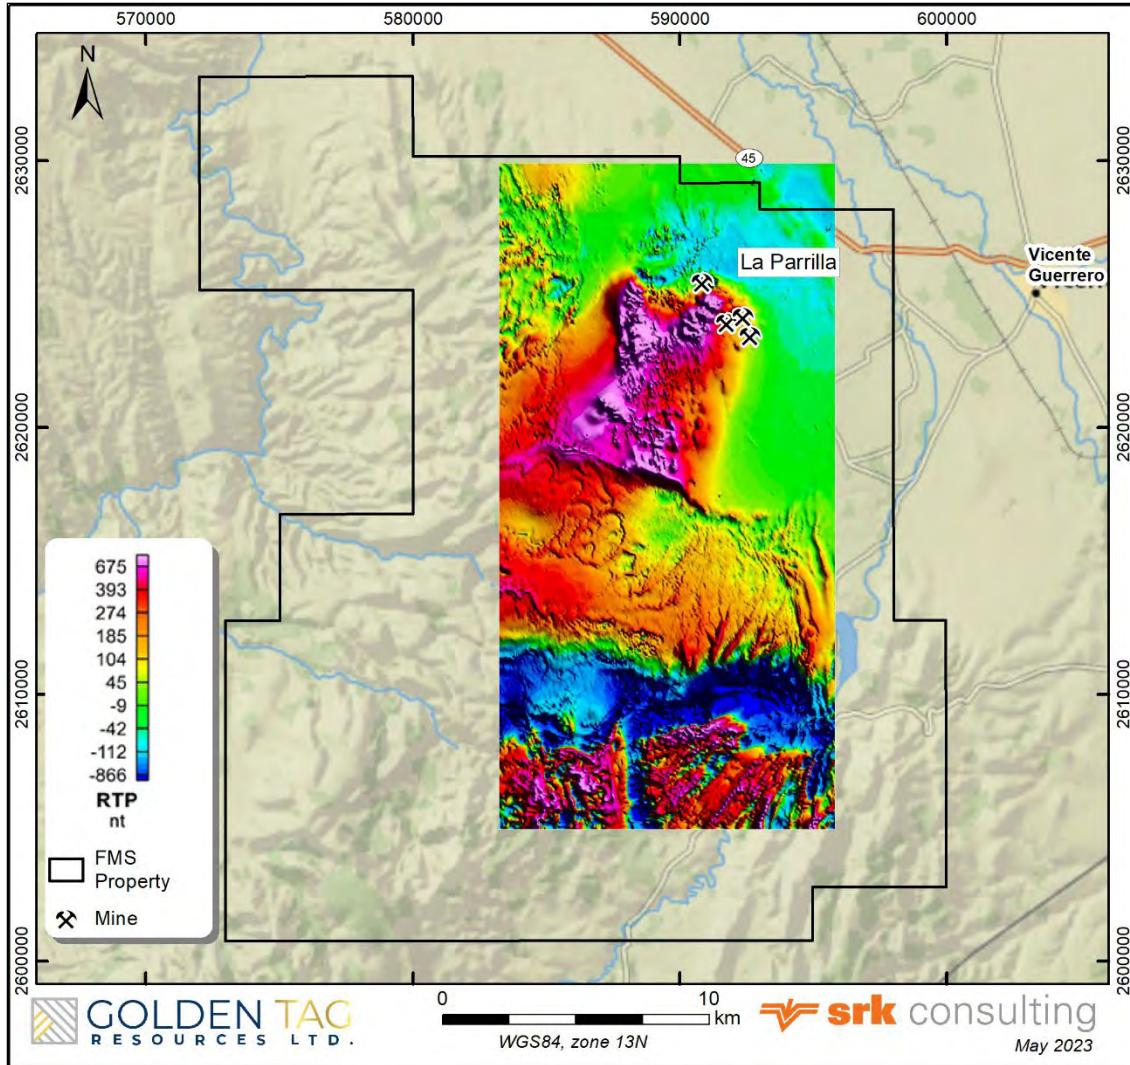 570000
580000
590000
600000
N
2630000
2630000
45
La Parrilla
Vicente
Guerrero
2620000
2620000
675
393
274
185
104
45
-9
-42
-112
-866
RTP
nt
2610000
2610000
FMS
Property
Mine
2600000
2600000
GOLDEN TAG
RESOURCES LTD.
0 10
km
WGS84, zone 13N
srk consulting
May 2023